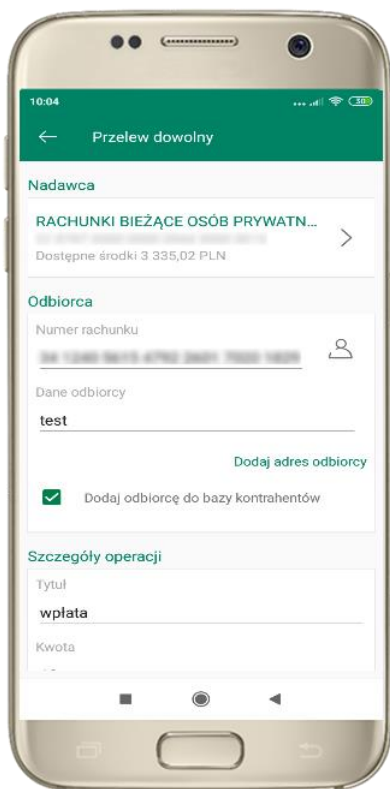 10:04
30
Przelew dowolny
Nadawca
RACHUNKI BIEŻĄCE OSÓB PRYWATN...
Dostępne środki 3 335,02 PLN
Odbiorca
Numer rachunku
Dane odbiorcy
test
Dodaj adres odbiorcy
Dodaj odbiorcę do bazy kontrahentów
Szczegóły operacji
Tytuł
wpłata
Kwota